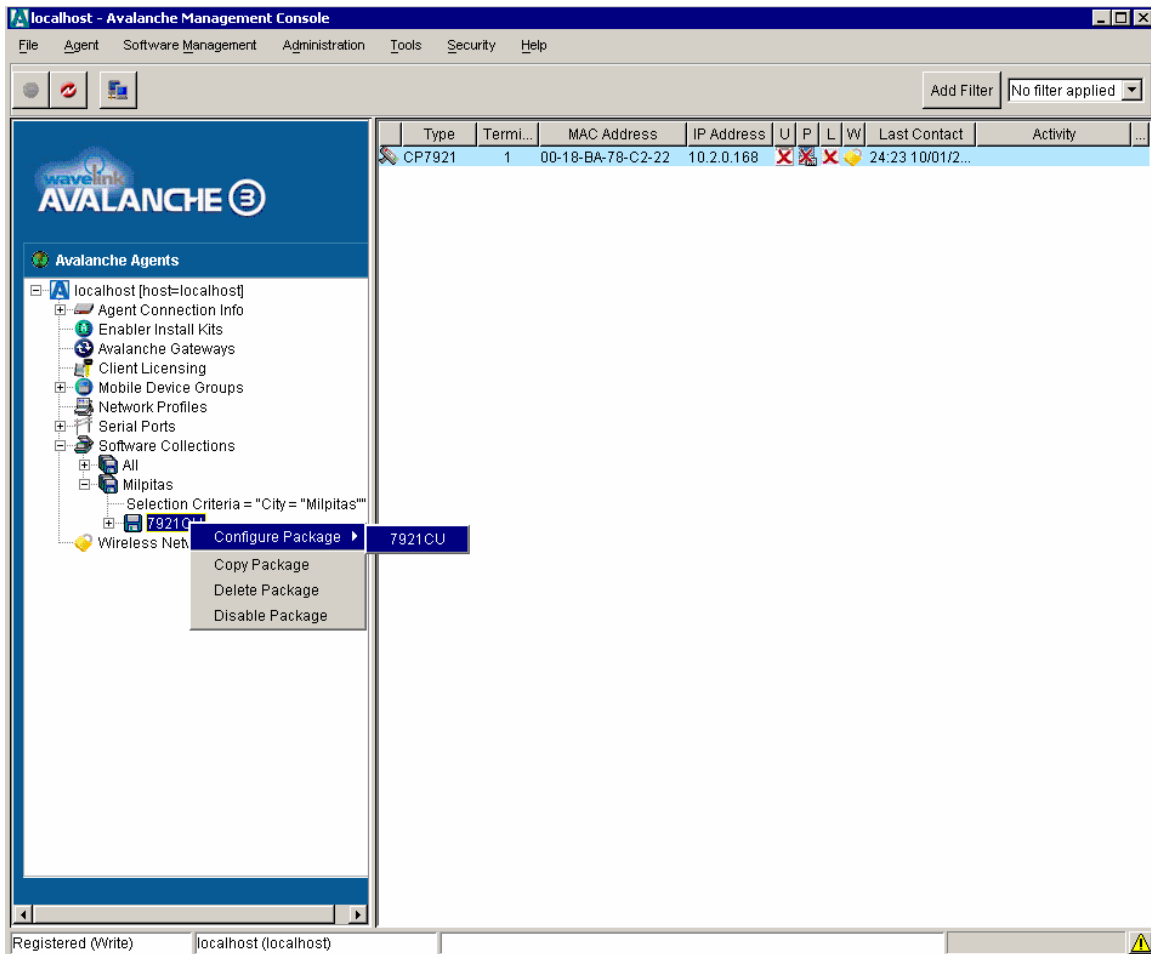 localhost - Avalanche Management Console
File Agent Software Management Administration Tools Security Help
Add Filter No filter applied
Type Termi... MAC Address IP Address U P L W Last Contact Activity ...
CP7921 1 00-18-BA-78-C2-22 10.2.0.168 24:23 10/01/2...
wavelink
AVALANCHE 3
Avalanche Agents
localhost [host=localhost]
Agent Connection Info
Enabler Install Kits
Avalanche Gateways
Client Licensing
Mobile Device Groups
Network Profiles
Serial Ports
Software Collections
All
Milpitas
Selection Criteria = "City = "Milpitas""
7921CU
Wireless Net
Configure Package
7921CU
Copy Package
Delete Package
Disable Package
Registered (Write) localhost (localhost)